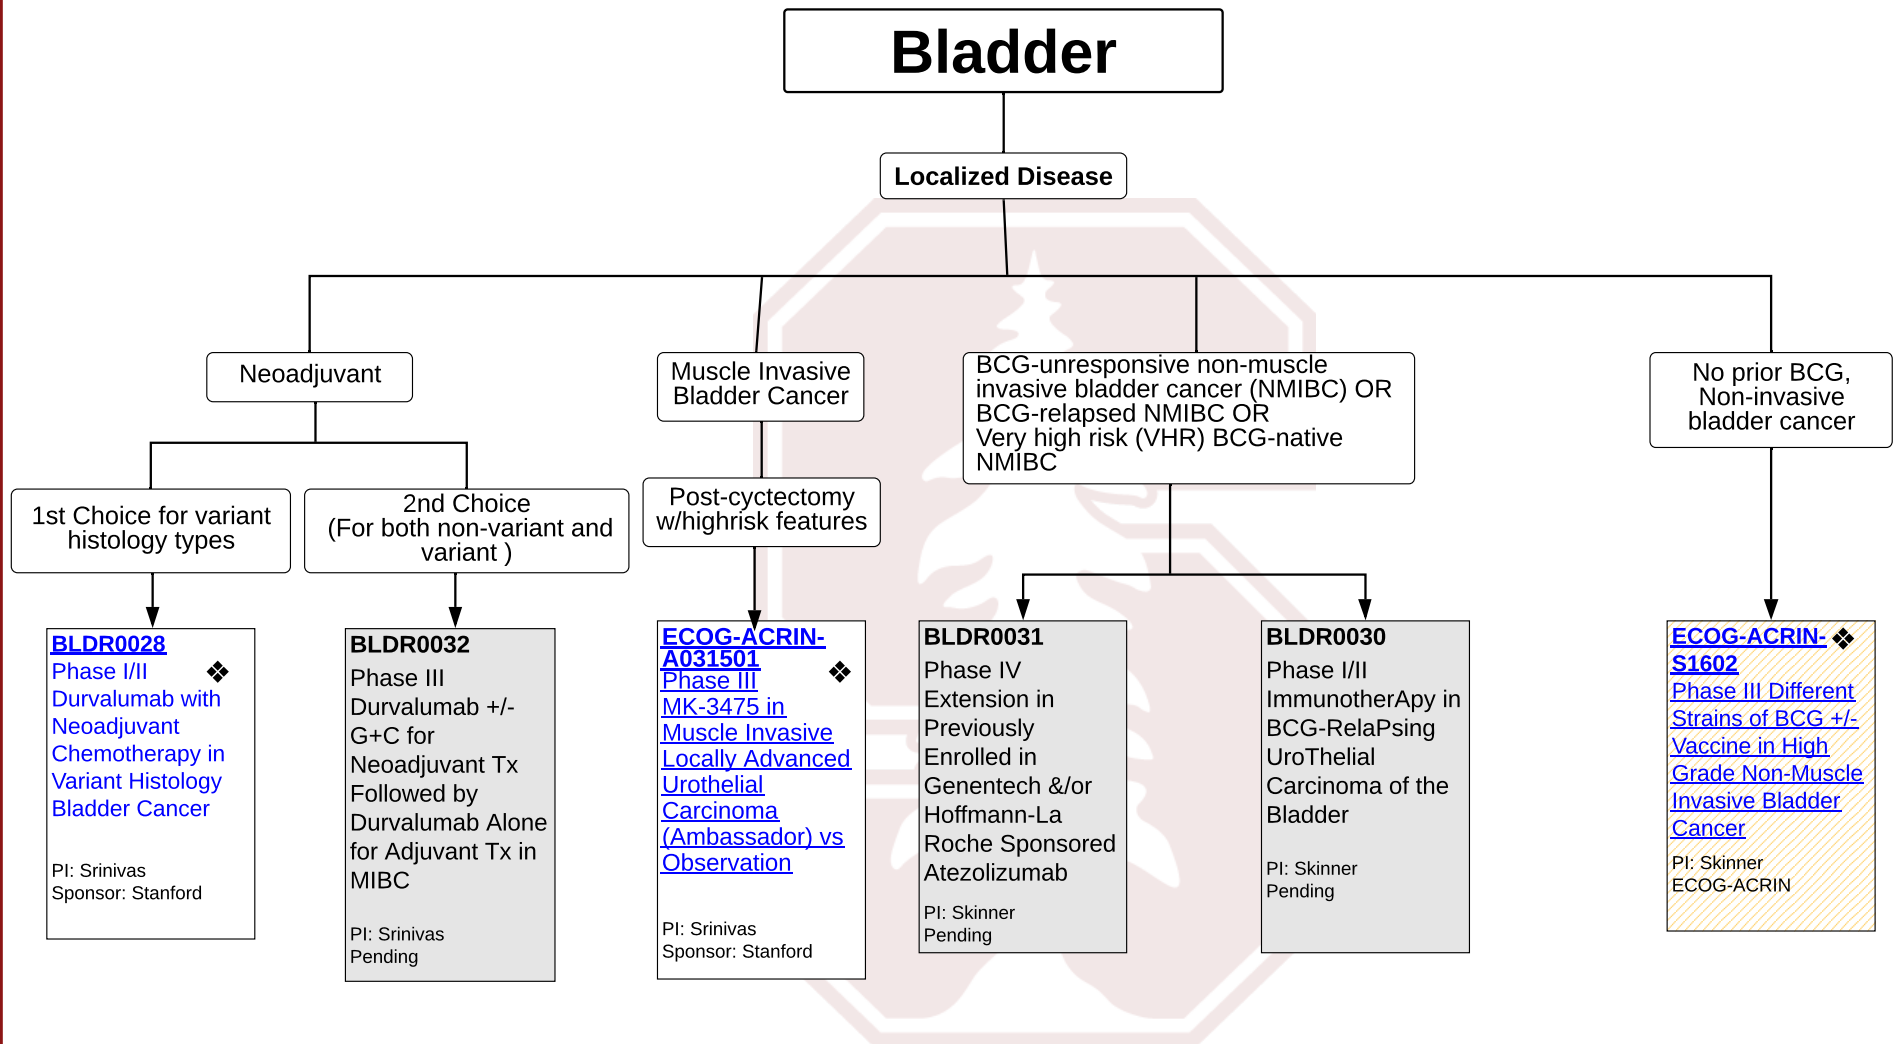 Bladder
Localized Disease
Neoadjuvant
Muscle Invasive
Bladder Cancer
BCG-unresponsive non-muscle
invasive bladder cancer (NMIBC) OR
BCG-relapsed NMIBC OR
Very high risk (VHR) BCG-native
NMIBC
No prior BCG,
Non-invasive
bladder cancer
1st Choice for variant
histology types
2nd Choice
(For both non-variant and
variant )
Post-cyctectomy
w/highrisk features
BLDR0028
Phase I/II
Durvalumab with
Neoadjuvant
Chemotherapy in
Variant Histology
Bladder Cancer
PI: Srinivas
Sponsor: Stanford
BLDR0032
Phase III
Durvalumab +/-
G+C for
Neoadjuvant Tx
Followed by
Durvalumab Alone
for Adjuvant Tx in
MIBC
PI: Srinivas
Pending
ECOG-ACRIN-
A031501
Phase III
MK-3475 in
Muscle Invasive
Locally Advanced
Urothelial
Carcinoma
(Ambassador) vs
Observation
PI: Srinivas
Sponsor: Stanford
BLDR0031
Phase IV
Extension in
Previously
Enrolled in
Genentech &/or
Hoffmann-La
Roche Sponsored
Atezolizumab
PI: Skinner
Pending
BLDR0030
Phase I/II
ImmunotherApy in
BCG-RelaPsing
UroThelial
Carcinoma of the
Bladder
PI: Skinner
Pending
ECOG-ACRIN-
S1602
Phase III Different
Strains of BCG +/-
Vaccine in High
Grade Non-Muscle
Invasive Bladder
Cancer
PI: Skinner
ECOG-ACRIN